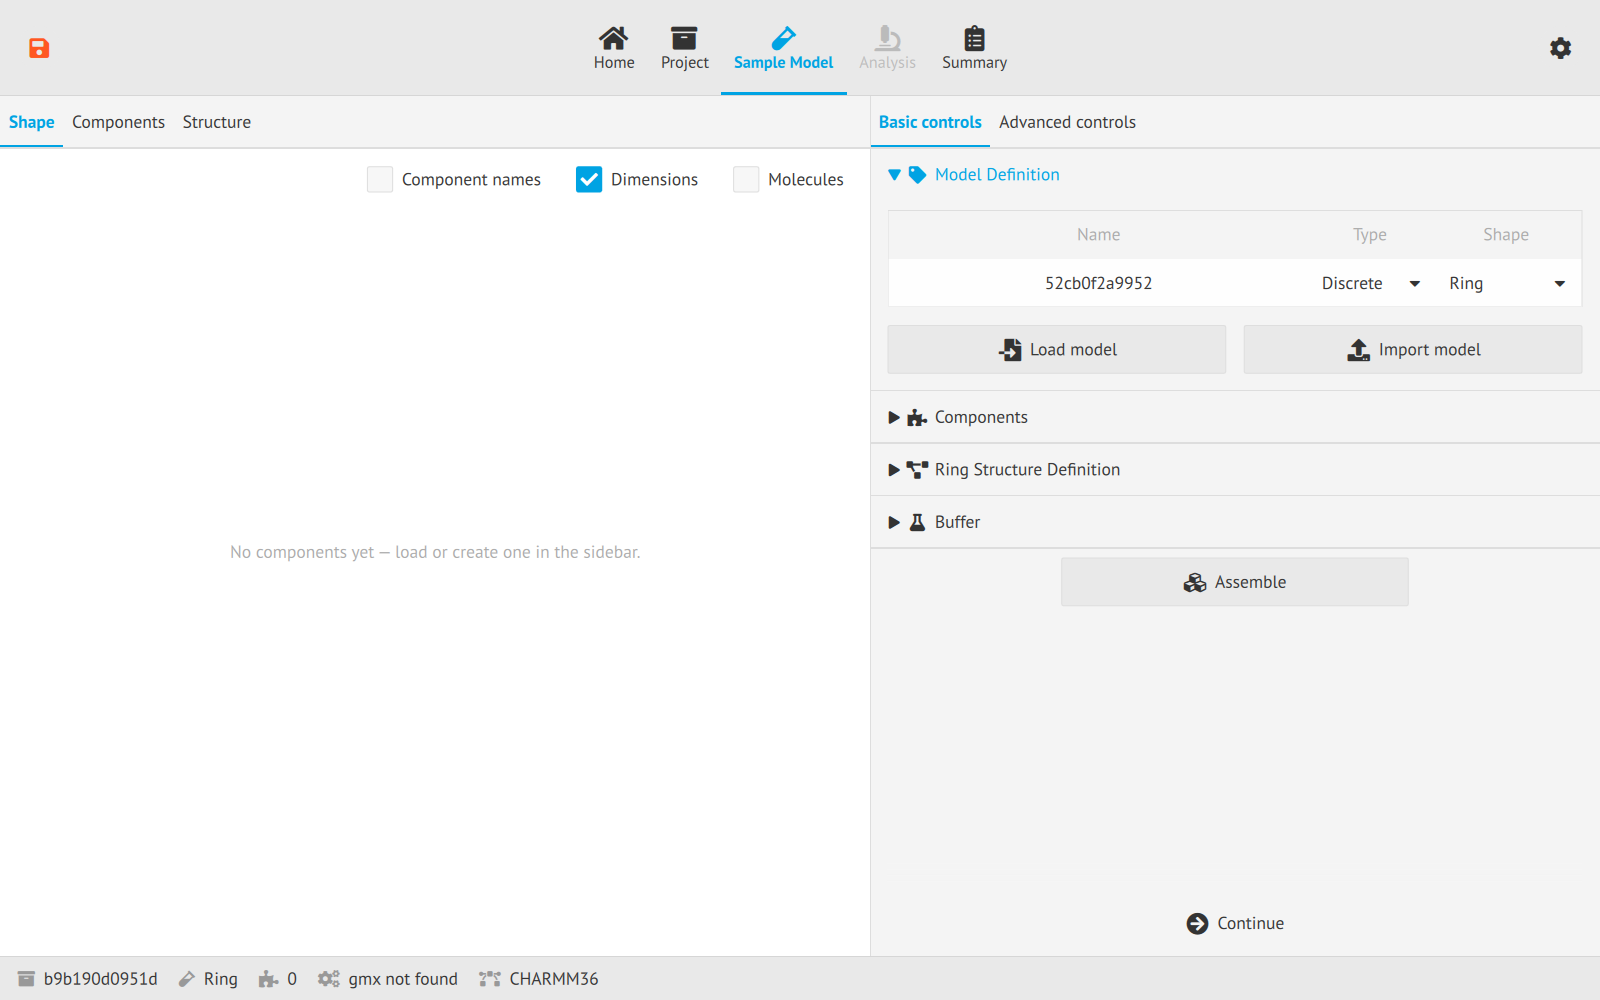 Home
Project
Sample Model
Analysis
Summary
Shape
Components
Structure
Basic controls
Advanced controls
Component names
Dimensions
Molecules
Model Definition
Name
Type
Shape
52cb0f2a9952
Discrete
Ring
Load model
Import model
Components
Ring Structure Definition
Buffer
No components yet — load or create one in the sidebar.
Assemble
Continue
b9b190d0951d
Ring
0
gmx not found
CHARMM36